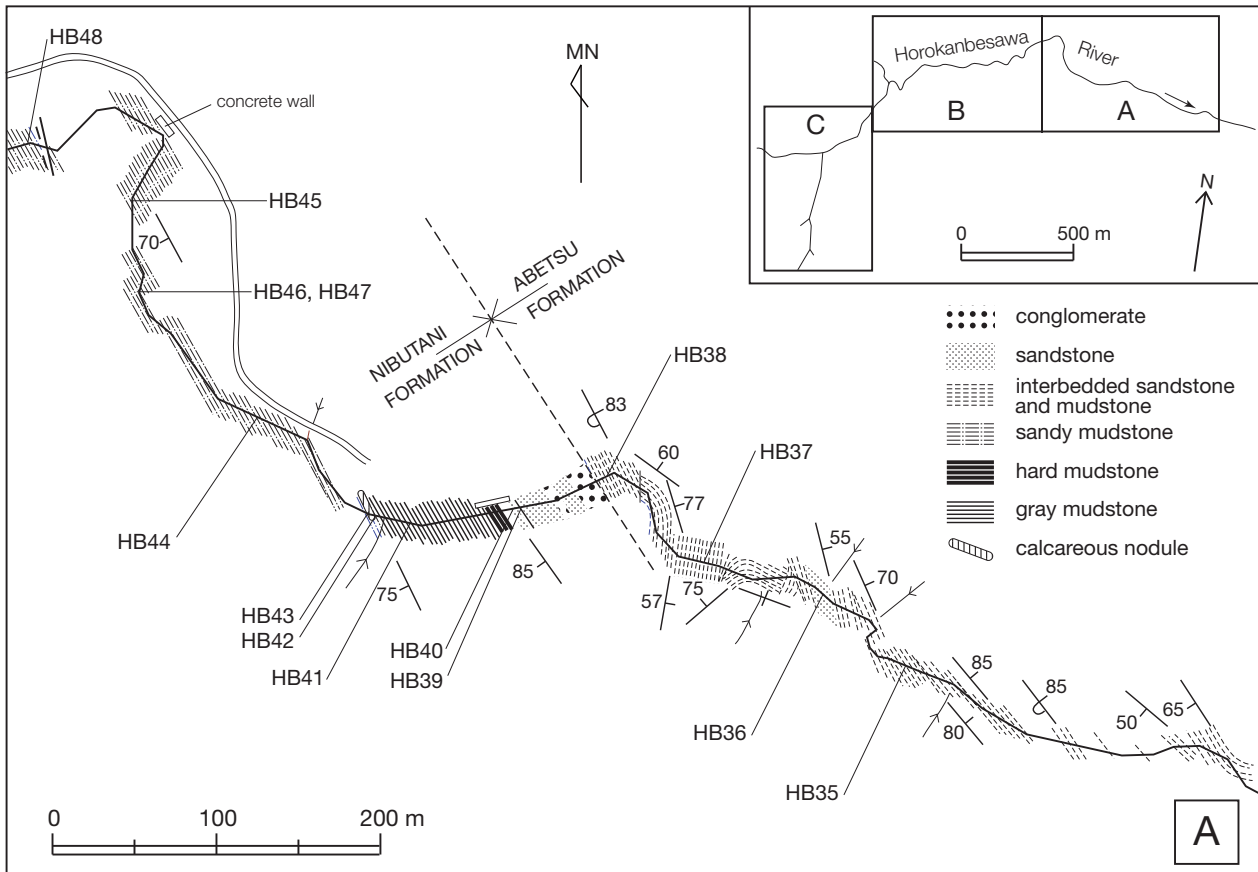 HB48
concrete wall
MN
Horokanbesawa
River
C
B
A
N
0 500 m
HB45
70
HB46, HB47
ABETSU
FORMATION
NIBUTANI
FORMATION
HB38
83
60
HB37
77
conglomerate
sandstone
interbedded sandstone
and mudstone
sandy mudstone
hard mudstone
gray mudstone
calcareous nodule
HB44
55
70
85
75
57
75
HB43
HB42
HB41
HB40
HB39
HB36
HB35
85
80
85
50
65
0 100 200 m
A